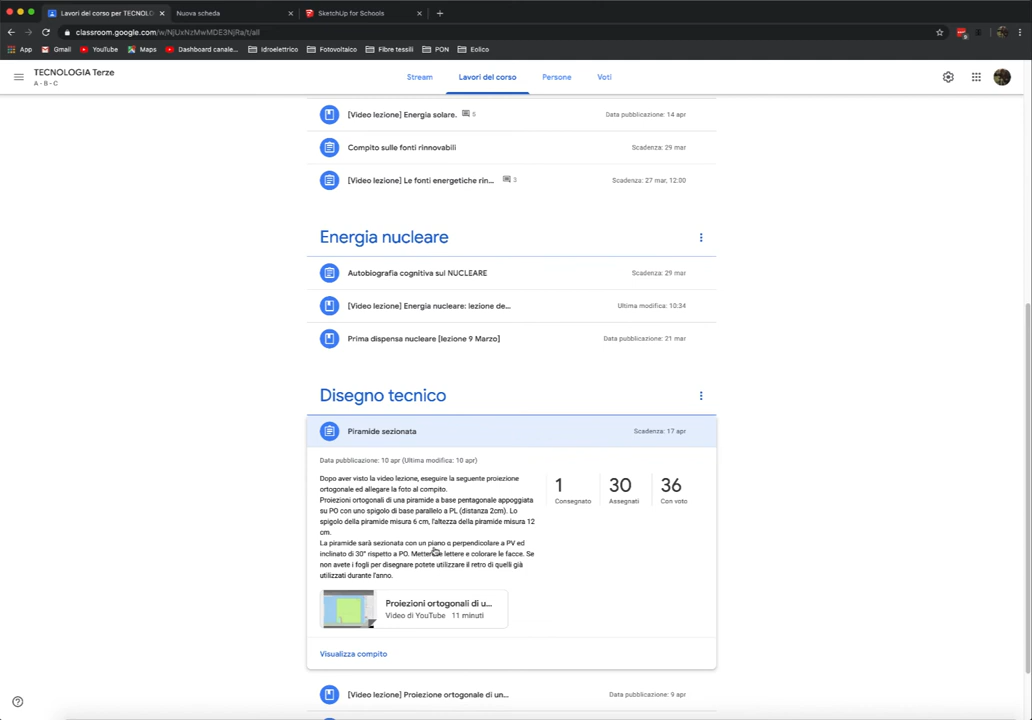 Lavori del corso per TECNOLO
Nuova scheda
SketchUp for Schools
classroom.google.com/w/NjUxNzMwMDE3NjRa/t/all
App
Gmail
YouTube
Maps
Dashboard canale...
Idroelettrico
Fotovoltaico
Fibre tessili
PON
Eolico
TECNOLOGIA Terze
A - B - C
Stream
Lavori del corso
Persone
Voti
[Video lezione] Energia solare.
5
Data pubblicazione: 14 apr
Compito sulle fonti rinnovabili
Scadenza: 29 mar
[Video lezione] Le fonti energetiche rin...
3
Scadenza: 27 mar, 12:00
Energia nucleare
Autobiografia cognitiva sul NUCLEARE
Scadenza: 29 mar
[Video lezione] Energia nucleare: lezione de...
Ultima modifica: 10:34
Prima dispensa nucleare [lezione 9 Marzo]
Data pubblicazione: 21 mar
Disegno tecnico
Piramide sezionata
Scadenza: 17 apr
Data pubblicazione: 10 apr (Ultima modifica: 10 apr)
Dopo aver visto la video lezione, eseguire la seguente proiezione
ortogonale ed allegare la foto al compito.
Proiezioni ortogonali di una piramide a base pentagonale appoggiata
su PO con uno spigolo di base parallelo a PL (distanza 2cm). Lo
spigolo della piramide misura 6 cm, l'altezza della piramide misura 12
cm.
La piramide sarà sezionata con un piano α perpendicolare a PV ed
inclinato di 30° rispetto a PO. Mettere le lettere e colorare le facce. Se
non avete i fogli per disegnare potete utilizzare il retro di quelli già
utilizzati durante l'anno.
1
Consegnato
30
Assegnati
36
Con voto
Proiezioni ortogonali di u...
Video di YouTube 11 minuti
Visualizza compito
[Video lezione] Proiezione ortogonale di un...
Data pubblicazione: 9 apr